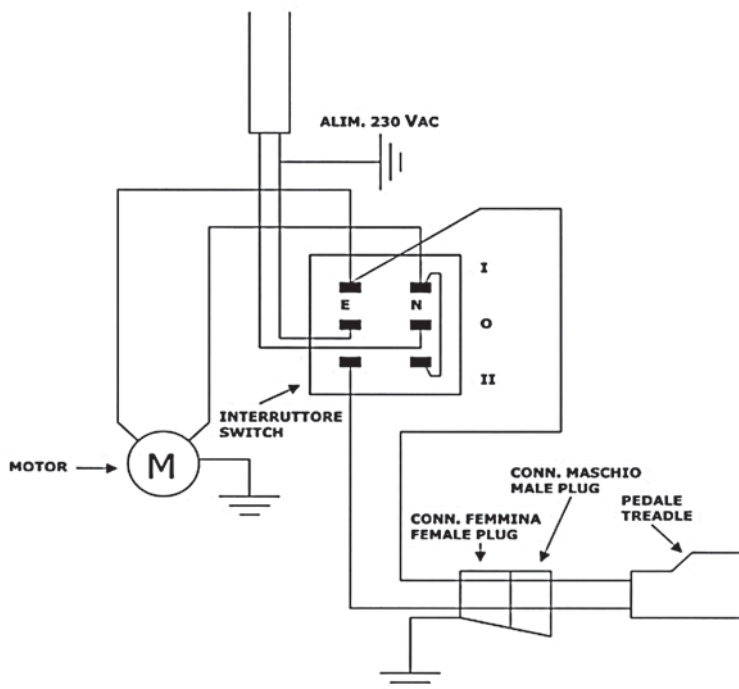 ALIM. 230 VAC
I
E N
O
II
INTERRUTTORE
SWITCH
MOTOR
M
CONN. MASCHIO
MALE PLUG
CONN. FEMMINA
FEMALE PLUG
PEDALE
TREADLE